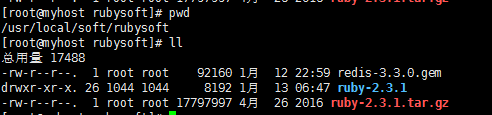 [root@myhost rubysoft]# pwd
/usr/local/soft/rubysoft
[root@myhost rubysoft]# ll
总用量 17488
-rw-r--r--. 1 root root 92160 1月 12 22:59 redis-3.3.0.gem
drwxr-xr-x. 26 1044 1044 8192 1月 13 06:47 ruby-2.3.1
-rw-r--r--. 1 root root 17797997 4月 26 2016 ruby-2.3.1.tar.gz
[root@myhost rubysoft]#